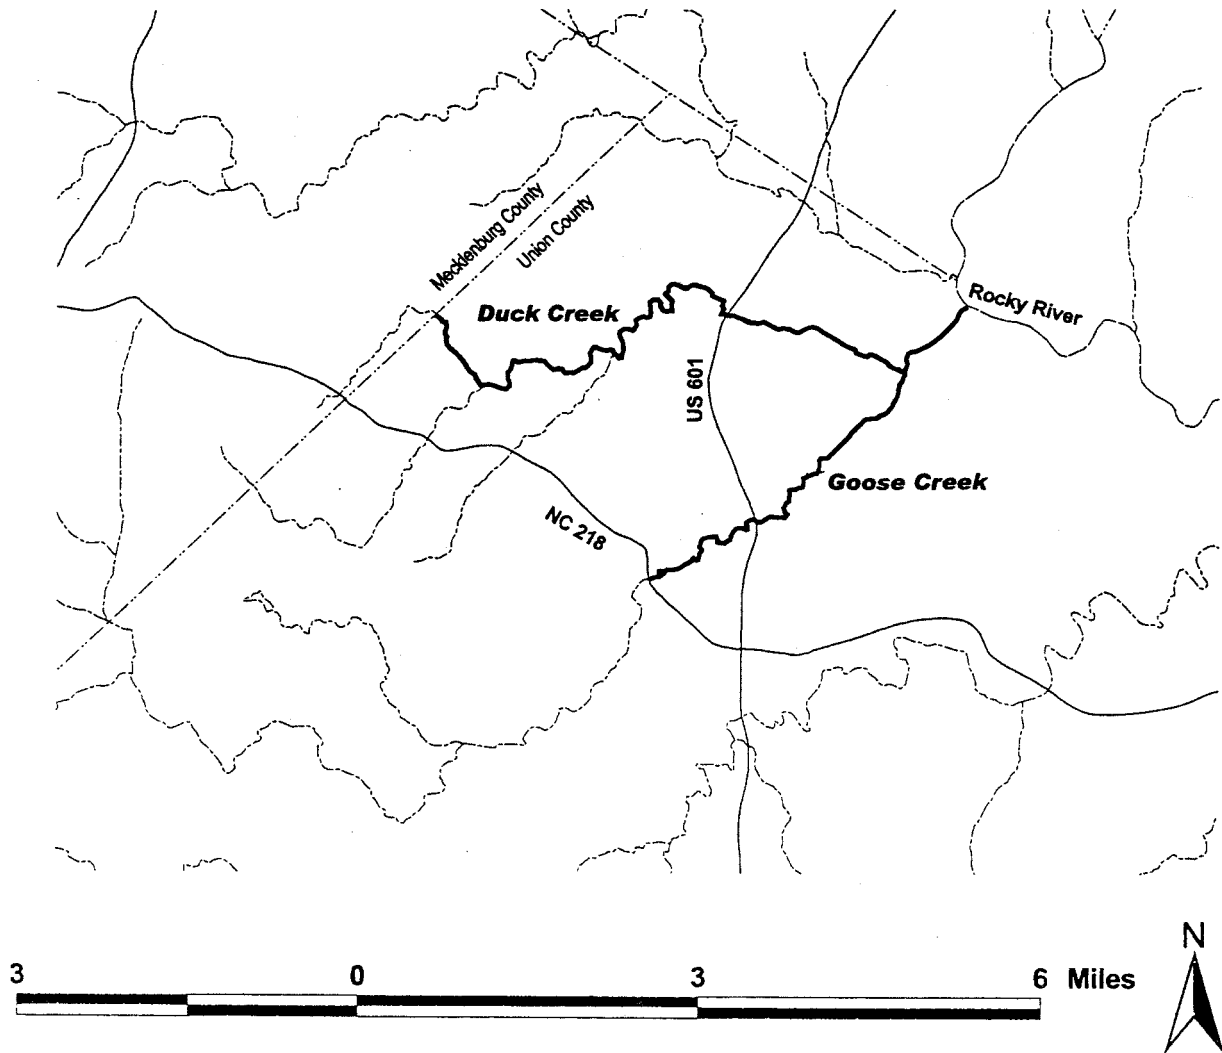 Mecklenburg County
Union County
Duck Creek
Rocky River
US 601
Goose Creek
NC 218
N
3 0 3 6 Miles